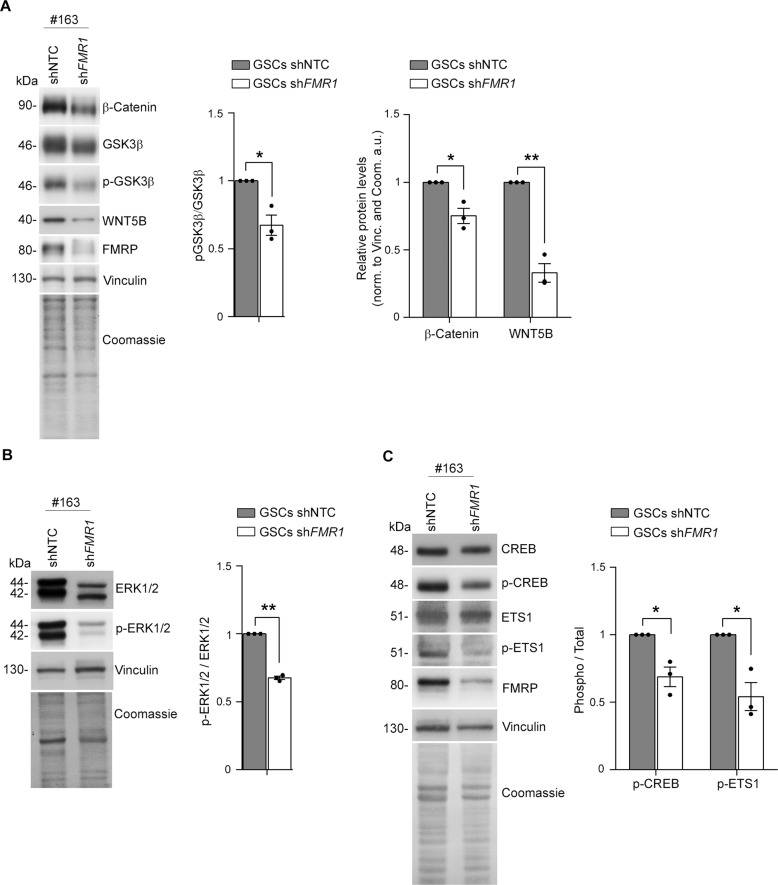 A
#163
shNTC
shFMR1
kDa
90- β-Catenin
46- GSK3β
46- p-GSK3β
40- WNT5B
80- FMRP
130- Vinculin
Coomassie
GSCs shNTC
GSCs shFMR1
pGSK3β/GSK3β
1.5
1
0.5
0
*
GSCs shNTC
GSCs shFMR1
Relative protein levels
(norm. to Vinc. and Coom. a.u.)
1.5
1
0.5
0
* **
β-Catenin WNT5B
B
#163
shNTC
shFMR1
kDa
44- ERK1/2
42-
44- p-ERK1/2
42-
130- Vinculin
Coomassie
GSCs shNTC
GSCs shFMR1
p-ERK1/2 / ERK1/2
1.5
1
0.5
0
**
C
#163
shNTC
shFMR1
kDa
48- CREB
48- p-CREB
51- ETS1
51- p-ETS1
80- FMRP
130- Vinculin
Coomassie
GSCs shNTC
GSCs shFMR1
Phospho / Total
1.5
1
0.5
0
* *
p-CREB p-ETS1